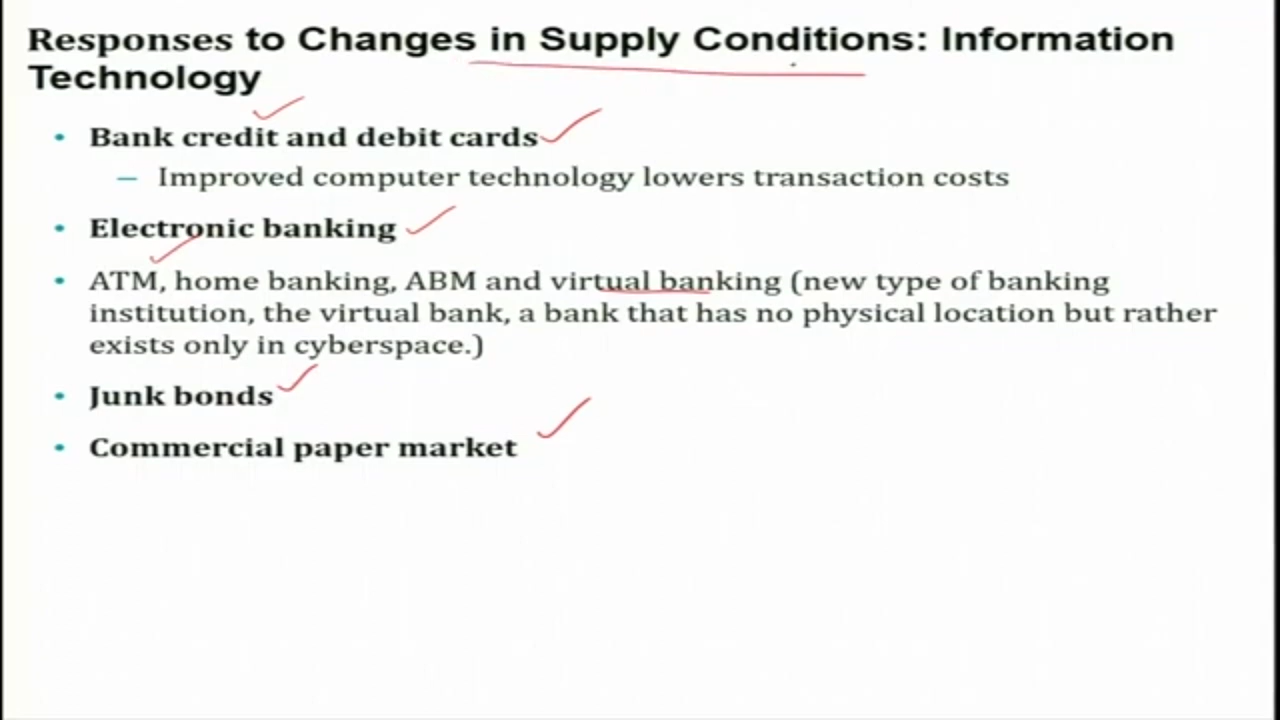 Responses to Changes in Supply Conditions: Information
Technology
• Bank credit and debit cards
– Improved computer technology lowers transaction costs
• Electronic banking
• ATM, home banking, ABM and virtual banking (new type of banking
institution, the virtual bank, a bank that has no physical location but rather
exists only in cyberspace.)
• Junk bonds
• Commercial paper market